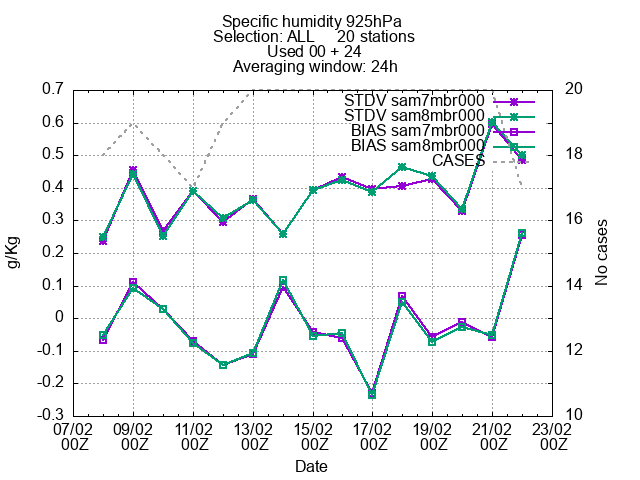 Specific humidity 925hPa
Selection: ALL 20 stations
Used 00 + 24
Averaging window: 24h
STDV sam7mbr000
STDV sam8mbr000
BIAS sam7mbr000
BIAS sam8mbr000
CASES
0.7
0.6
0.5
0.4
0.3
0.2
0.1
0
-0.1
-0.2
-0.3
g/Kg
20
18
16
14
12
10
No cases
07/02 09/02 11/02 13/02 15/02 17/02 19/02 21/02 23/02
00Z 00Z 00Z 00Z 00Z 00Z 00Z 00Z 00Z
Date